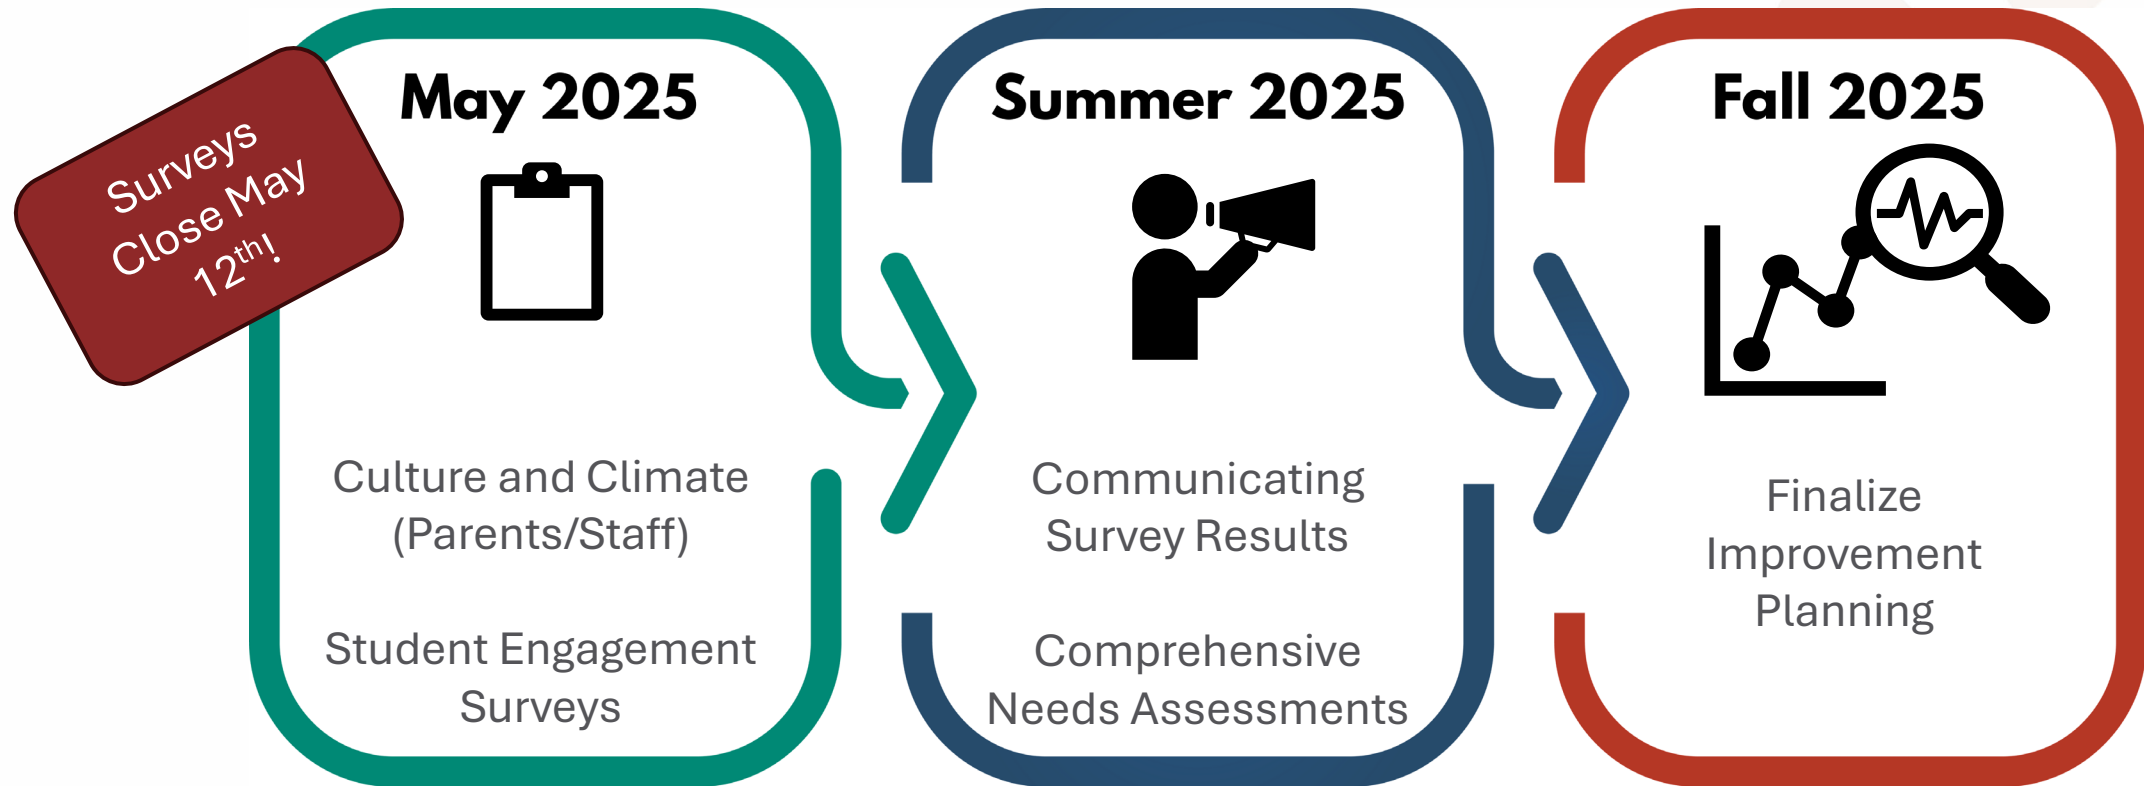 Surveys
Close May
12th!
May 2025
Culture and Climate
(Parents/Staff)
Student Engagement
Surveys
Summer 2025
Communicating
Survey Results
Comprehensive
Needs Assessments
Fall 2025
Finalize
Improvement
Planning